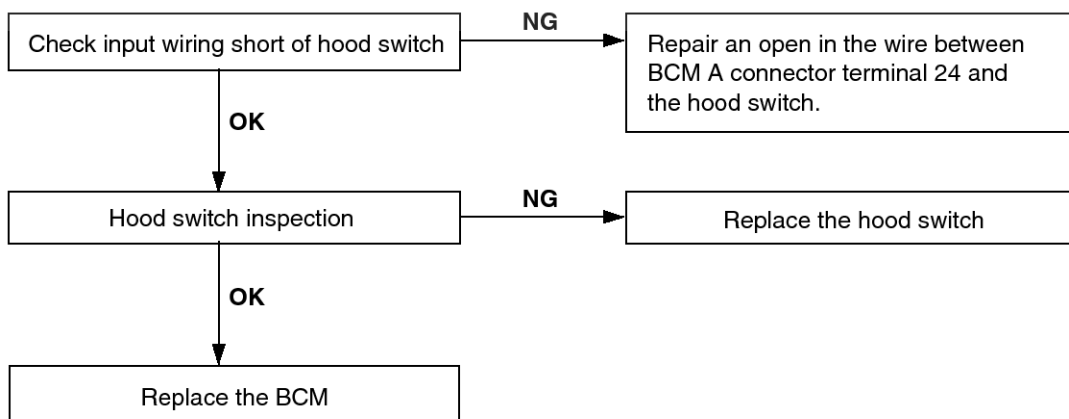 Check input wiring short of hood switch
NG
Repair an open in the wire between
BCM A connector terminal 24 and
the hood switch.
OK
Hood switch inspection
NG
Replace the hood switch
OK
Replace the BCM